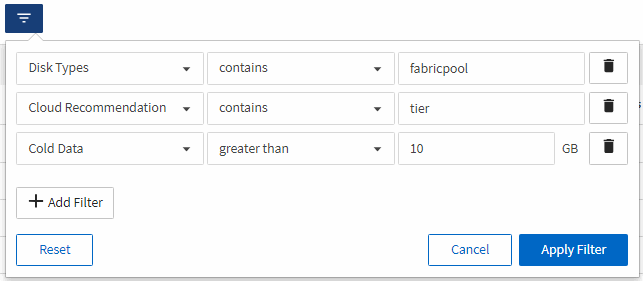 Disk Types contains fabricpool
Cloud Recommendation contains tier
Cold Data greater than 10 GB
+ Add Filter
Reset Cancel Apply Filter